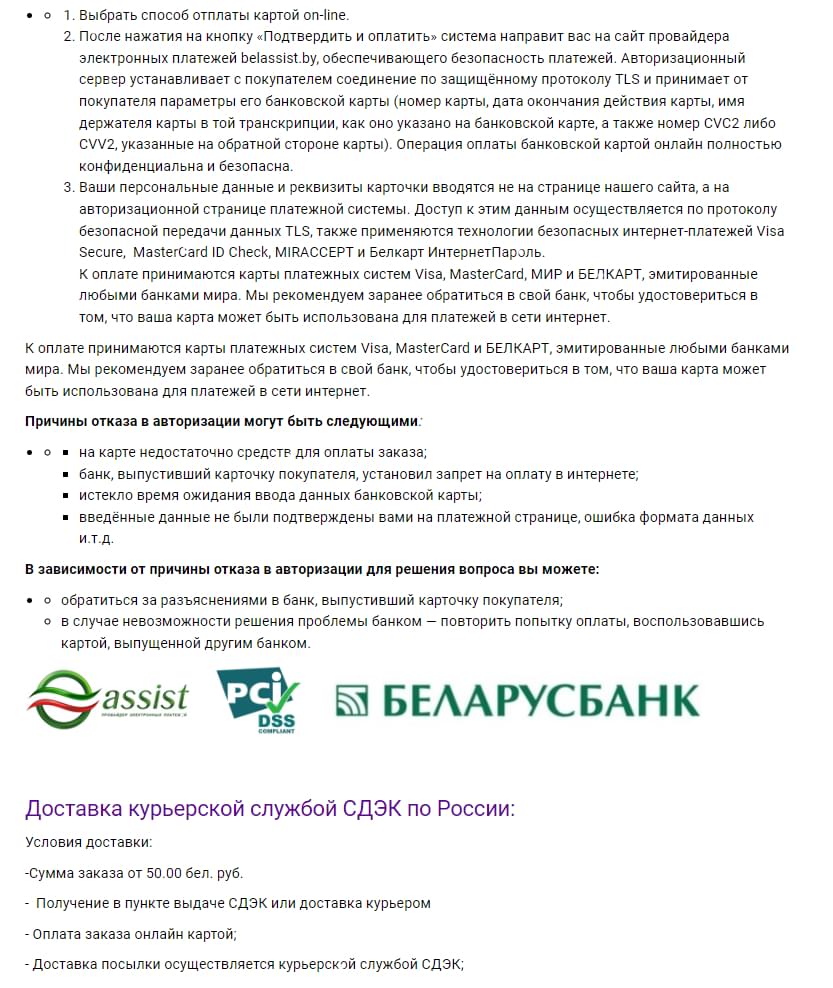 1. Выбрать способ отплаты картой on-line.
2. После нажатия на кнопку «Подтвердить и оплатить» система направит вас на сайт провайдера
электронных платежей belassist.by, обеспечивающего безопасность платежей. Авторизационный
сервер устанавливает с покупателем соединение по защищённому протоколу TLS и принимает от
покупателя параметры его банковской карты (номер карты, дата окончания действия карты, имя
держателя карты в той транскрипции, как оно указано на банковской карте, а также номер CVC2 либо
CVV2, указанные на обратной стороне карты). Операция оплаты банковской картой онлайн полностью
конфиденциальна и безопасна.
3. Ваши персональные данные и реквизиты карточки вводятся не на странице нашего сайта, а на
авторизационной странице платежной системы. Доступ к этим данным осуществляется по протоколу
безопасной передачи данных TLS, также применяются технологии безопасных интернет-платежей Visa
Secure, MasterCard ID Check, MIRACCEPT и Белкарт ИнтернетПароль.
К оплате принимаются карты платежных систем Visa, MasterCard, МИР и БЕЛКАРТ, эмитированные
любыми банками мира. Мы рекомендуем заранее обратиться в свой банк, чтобы удостовериться в
том, что ваша карта может быть использована для платежей в сети интернет.
К оплате принимаются карты платежных систем Visa, MasterCard и БЕЛКАРТ, эмитированные любыми банками
мира. Мы рекомендуем заранее обратиться в свой банк, чтобы удостовериться в том, что ваша карта может
быть использована для платежей в сети интернет.
Причины отказа в авторизации могут быть следующими:
на карте недостаточно средств для оплаты заказа;
банк, выпустивший карточку покупателя, установил запрет на оплату в интернете;
истекло время ожидания ввода данных банковской карты;
введённые данные не были подтверждены вами на платежной странице, ошибка формата данных
и.т.д.
В зависимости от причины отказа в авторизации для решения вопроса вы можете:
обратиться за разъяснениями в банк, выпустивший карточку покупателя;
в случае невозможности решения проблемы банком — повторить попытку оплаты, воспользовавшись
картой, выпущенной другим банком.
assist
ПРОВАЙДЕР ЭЛЕКТРОННЫХ ПЛАТЕЖЕЙ
PCI
DSS
COMPLIANT
БЕЛАРУСБАНК
Доставка курьерской службой СДЭК по России:
Условия доставки:
-Сумма заказа от 50.00 бел. руб.
- Получение в пункте выдаче СДЭК или доставка курьером
- Оплата заказа онлайн картой;
- Доставка посылки осуществляется курьерской службой СДЭК;